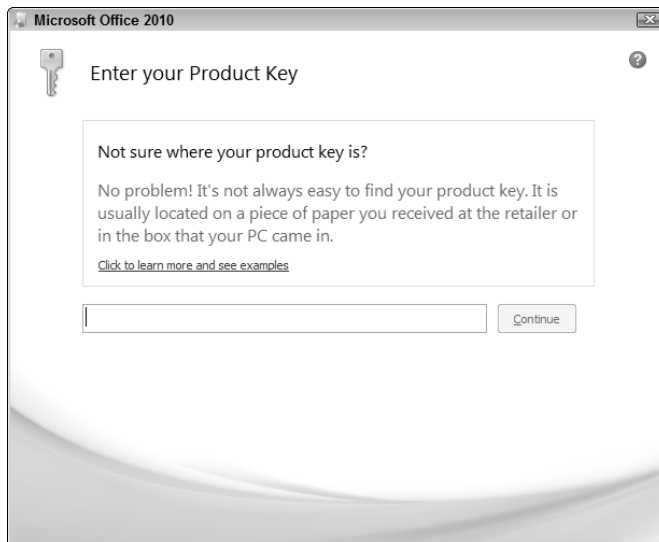 Microsoft Office 2010
Enter your Product Key
?
Not sure where your product key is?
No problem! It's not always easy to find your product key. It is
usually located on a piece of paper you received at the retailer or
in the box that your PC came in.
Click to learn more and see examples
Continue